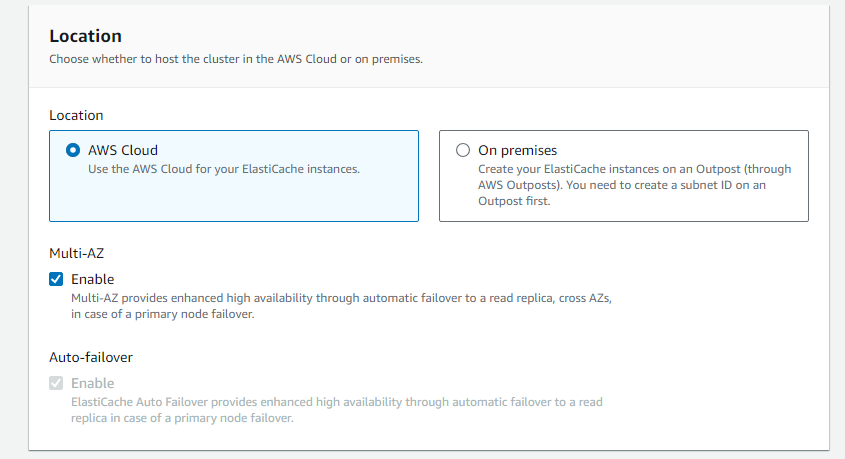 Location
Choose whether to host the cluster in the AWS Cloud or on premises.
Location
AWS Cloud
Use the AWS Cloud for your ElastiCache instances.
On premises
Create your ElastiCache instances on an Outpost (through
AWS Outposts). You need to create a subnet ID on an
Outpost first.
Multi-AZ
Enable
Multi-AZ provides enhanced high availability through automatic failover to a read replica, cross AZs,
in case of a primary node failover.
Auto-failover
Enable
ElastiCache Auto Failover provides enhanced high availability through automatic failover to a read
replica in case of a primary node failover.